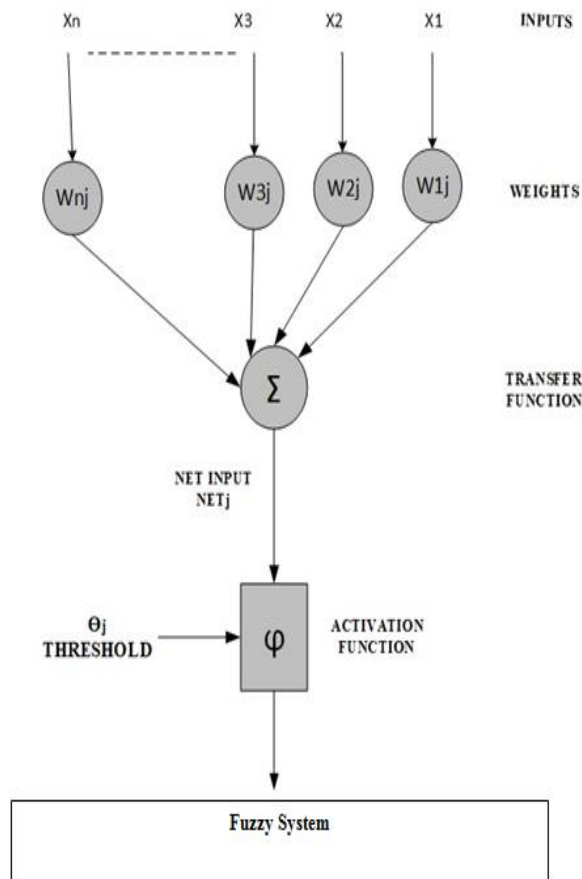 Xn X3 X2 X1 INPUTS
Wnj W3j W2j W1j WEIGHTS
Σ
TRANSFER
FUNCTION
NET INPUT
NETj
θj
THRESHOLD
φ
ACTIVATION
FUNCTION
Fuzzy System